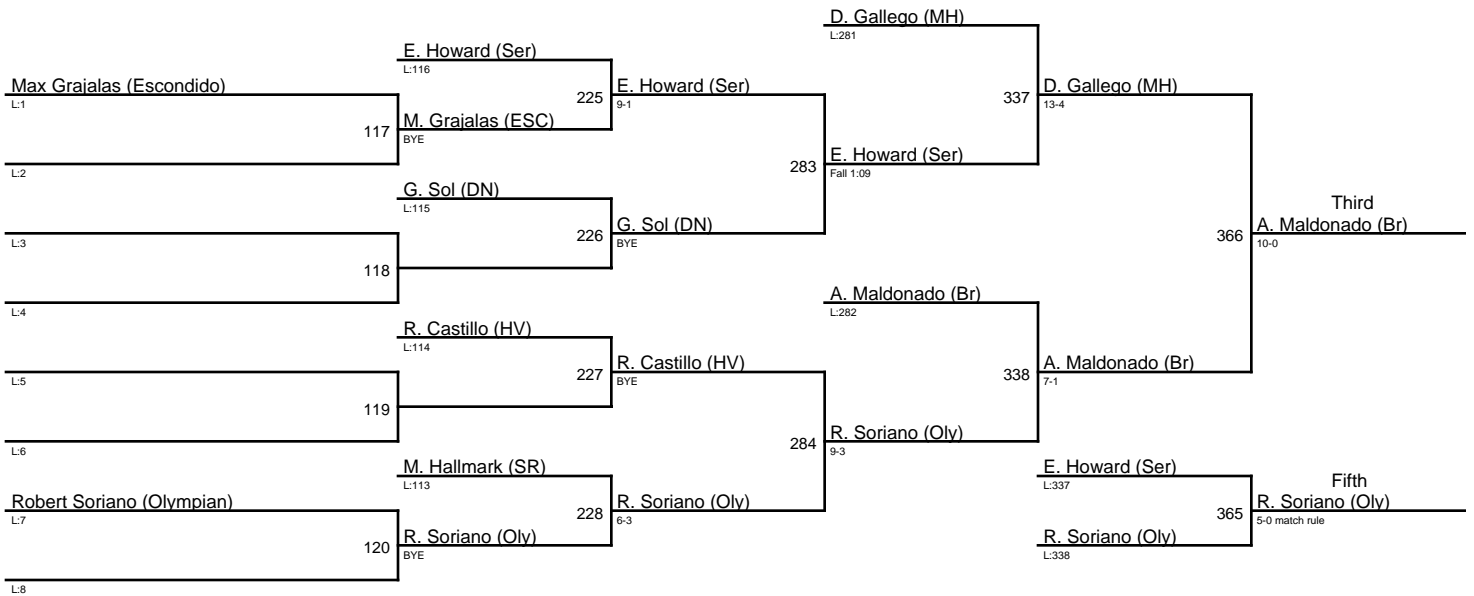 D. Gallego (MH)
L:281
E. Howard (Ser)
L:116
Max Grajalas (Escondido)
L:1
225
E. Howard (Ser)
9-1
337
D. Gallego (MH)
13-4
117
M. Grajalas (ESC)
BYE
L:2
283
E. Howard (Ser)
Fall 1:09
G. Sol (DN)
L:115
Third
L:3
226
G. Sol (DN)
BYE
366
A. Maldonado (Br)
10-0
118
L:4
A. Maldonado (Br)
L:282
R. Castillo (HV)
L:114
L:5
227
R. Castillo (HV)
BYE
338
A. Maldonado (Br)
7-1
119
L:6
284
R. Soriano (Oly)
9-3
M. Hallmark (SR)
L:113
E. Howard (Ser)
L:337
Fifth
Robert Soriano (Olympian)
L:7
228
R. Soriano (Oly)
6-3
365
R. Soriano (Oly)
5-0 match rule
120
R. Soriano (Oly)
BYE
R. Soriano (Oly)
L:338
L:8